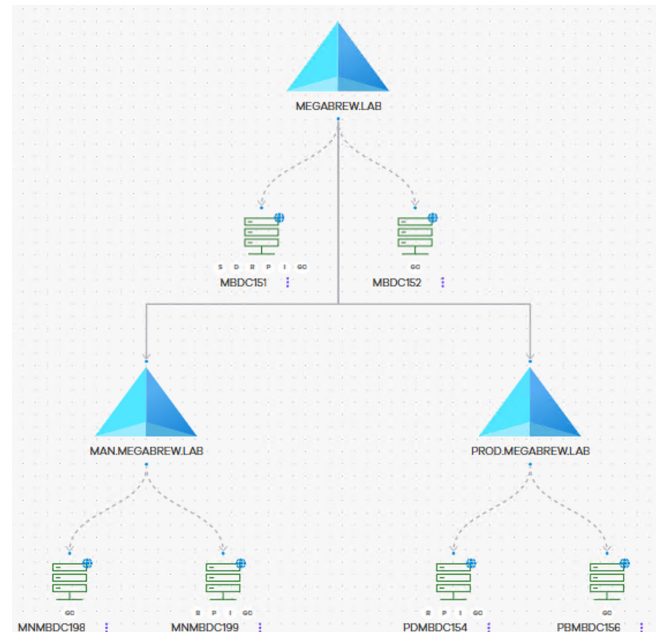 MEGABREW.LAB
S D R P I GC
GC
MBDC151
MBDC152
MAN.MEGABREW.LAB
PROD.MEGABREW.LAB
GC
R P I GC
R P I GC
GC
MNMBDC198
MNMBDC199
PDMBDC154
PBMBDC156